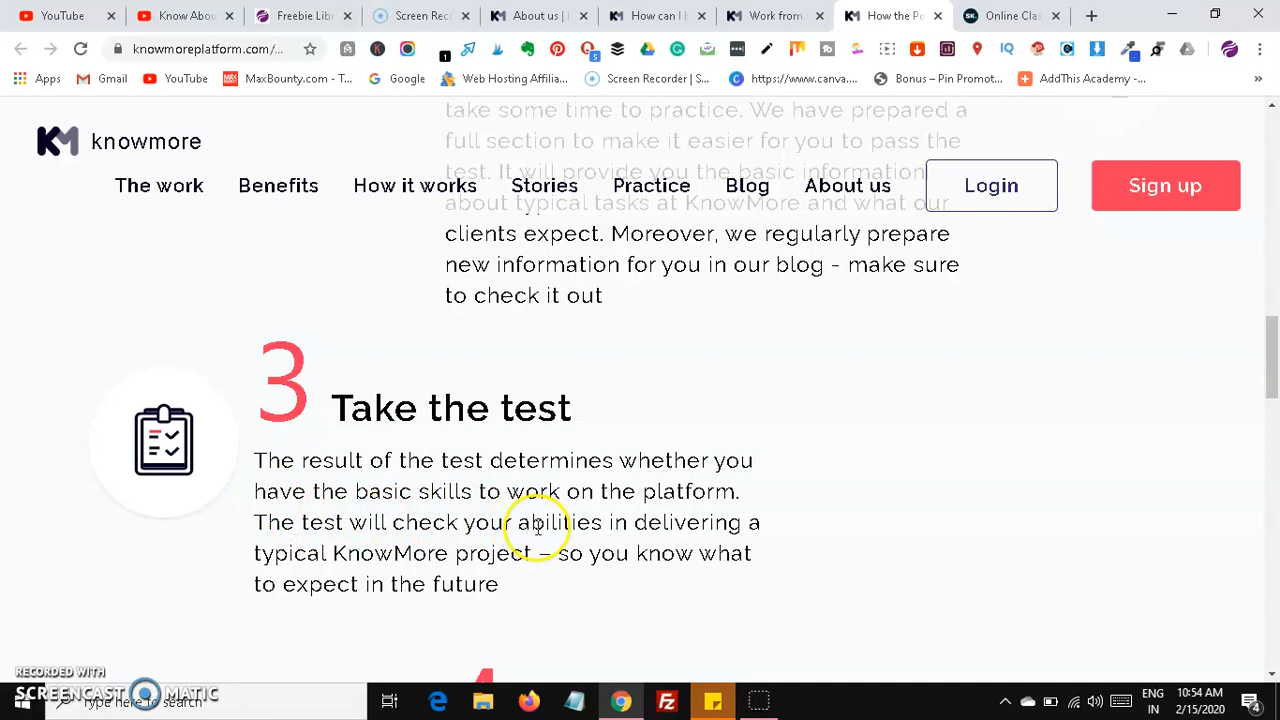 YouTube
Know Abou
Freebie Lib
Screen Reco
About us |
How can I b
Work from
How the Po
SK.
Online Clas
knowmoreplatform.com/...
Apps
Gmail
YouTube
MaxBounty.com - T...
Google
Web Hosting Affilia...
Screen Recorder | S...
https://www.canva....
Bonus – Pin Promot...
AddThis Academy -...
take some time to practice. We have prepared a
KM knowmore
full section to make it easier for you to pass the
test. It will provide you the basic information
The work
Benefits
How it works
Stories
Practice
Blog
About us
Login
Sign up
about typical tasks at KnowMore and what our
clients expect. Moreover, we regularly prepare
new information for you in our blog - make sure
to check it out
3 Take the test
The result of the test determines whether you
have the basic skills to work on the platform.
The test will check your abilities in delivering a
typical KnowMore project – so you know what
to expect in the future
RECORDED WITH
SCREENCAST MATIC
Type here to search
ENG
IN
10:54 AM
2/15/2020
4